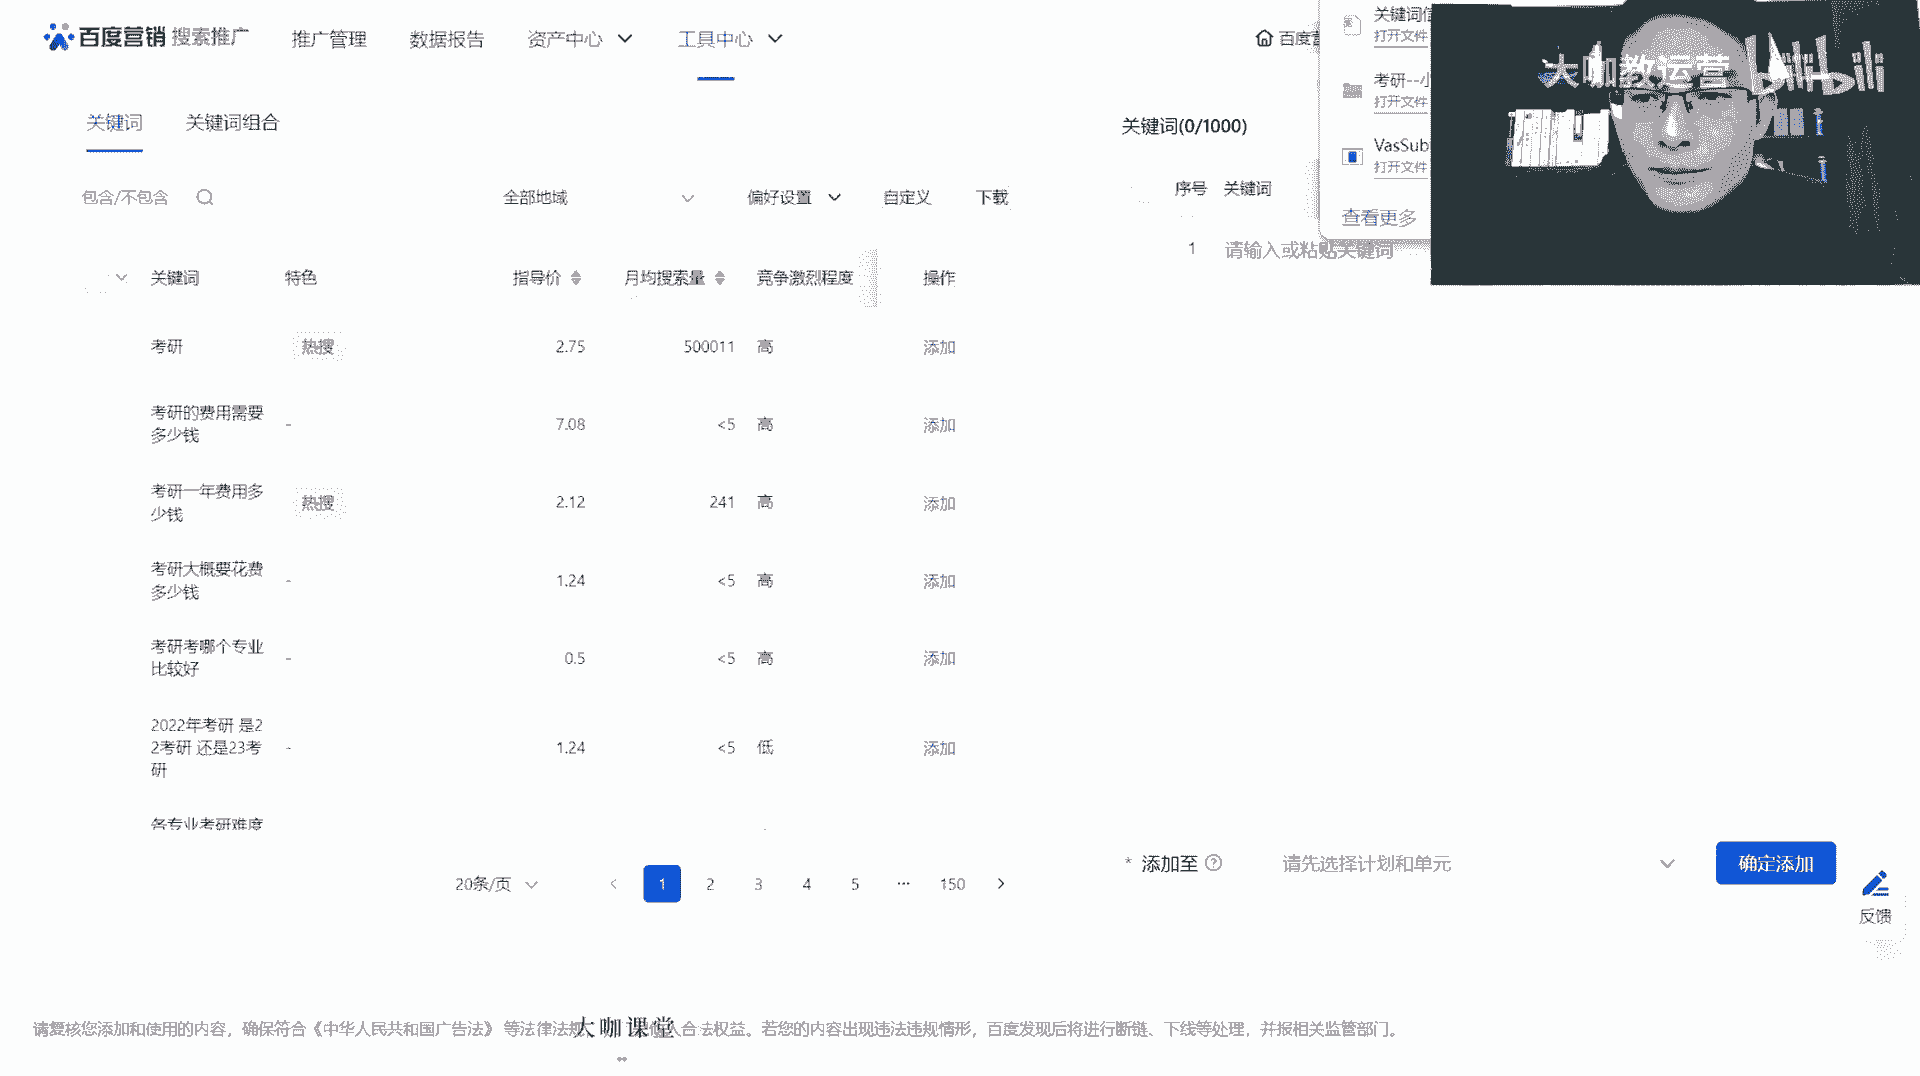 百度营销 搜索推广 推广管理 数据报告 资产中心 工具中心
关键词 关键词组合
包含/不包含 全部地域 偏好设置 自定义 下载
关键词 特色 指导价 月均搜索量 竞争激烈程度 操作
考研 热搜 2.75 500011 高 添加
考研的费用需要
多少钱
- 7.08 <5 高 添加
考研一年费用多
少钱
热搜 2.12 241 高 添加
考研大概要花费
多少钱
- 1.24 <5 高 添加
考研考哪个专业
比较好
- 0.5 <5 高 添加
2022年考研 是2
2考研 还是23考
研
- 1.24 <5 低 添加
各专业考研难度
20条/页 1 2 3 4 5 ... 150
百度营
关键词(0/1000)
序号 关键词
1 请输入或粘贴关键词
打开文件
考研--小
打开文件
VasSub
打开文件
查看更多
大咖教运营 bilibili
* 添加至 请先选择计划和单元 确定添加
反馈
请复核您添加和使用的内容，确保符合《中华人民共和国广告法》 等法律法规 人合法权益。若您的内容出现违法违规情形，百度发现后将进行断链、下线等处理，并报相关监管部门。
大咖课堂